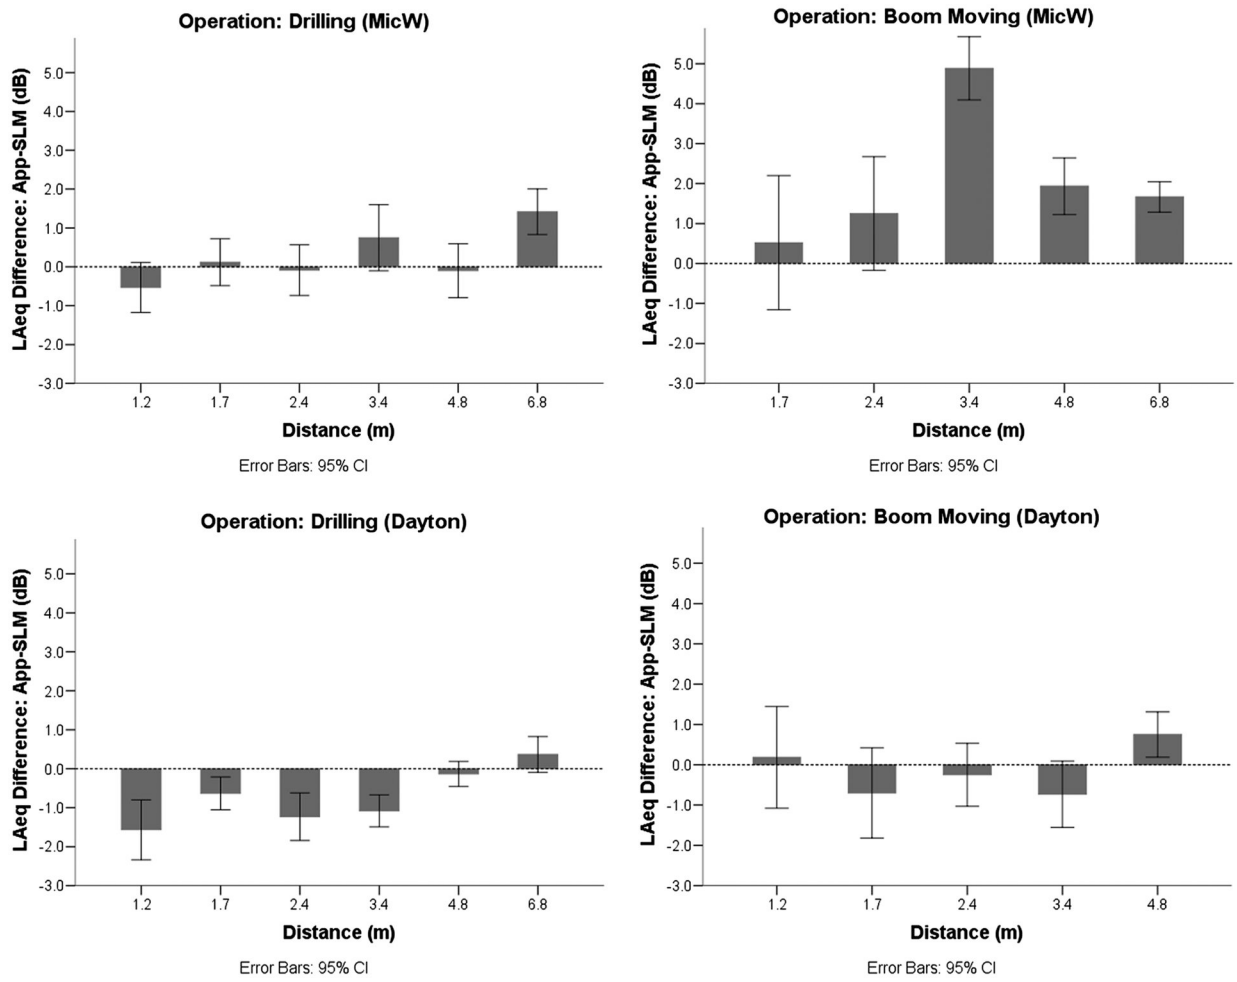 Operation: Drilling (MicW)
LAeq Difference: App-SLM (dB)
5.0
4.0
3.0
2.0
1.0
0.0
-1.0
-2.0
-3.0
1.2 1.7 2.4 3.4 4.8 6.8
Distance (m)
Error Bars: 95% CI
Operation: Boom Moving (MicW)
LAeq Difference: App-SLM (dB)
5.0
4.0
3.0
2.0
1.0
0.0
-1.0
-2.0
-3.0
1.7 2.4 3.4 4.8 6.8
Distance (m)
Error Bars: 95% CI
Operation: Drilling (Dayton)
LAeq Difference: App-SLM (dB)
5.0
4.0
3.0
2.0
1.0
0.0
-1.0
-2.0
-3.0
1.2 1.7 2.4 3.4 4.8 6.8
Distance (m)
Error Bars: 95% CI
Operation: Boom Moving (Dayton)
LAeq Difference: App-SLM (dB)
5.0
4.0
3.0
2.0
1.0
0.0
-1.0
-2.0
-3.0
1.2 1.7 2.4 3.4 4.8
Distance (m)
Error Bars: 95% CI